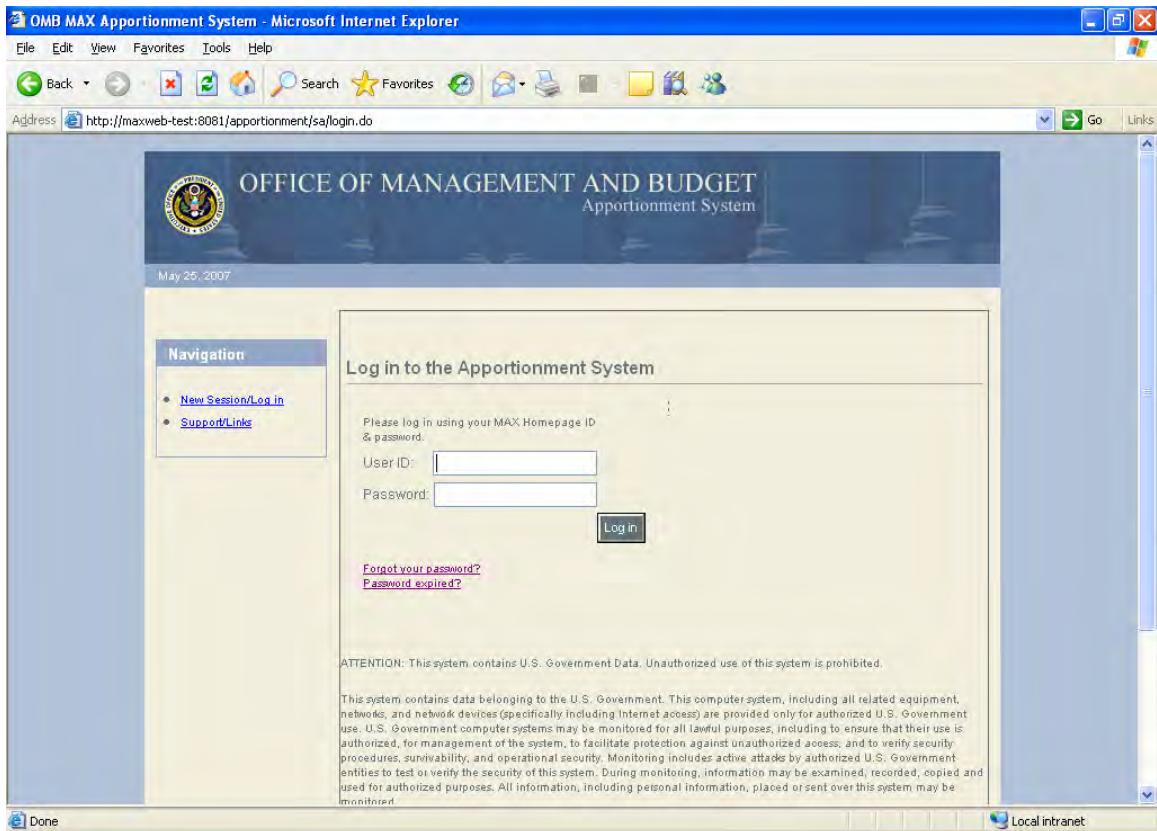 OMB MAX Apportionment System - Microsoft Internet Explorer
File Edit View Favorites Tools Help
Back Search Favorites
Address http://maxweb-test:8081/apportionment/sa/login.do Go Links
OFFICE OF MANAGEMENT AND BUDGET
Apportionment System
May 25, 2007
Navigation
New Session/Log in
Support/Links
Log in to the Apportionment System
Please log in using your MAX Homepage ID
& password.
User ID:
Password:
Log in
Forgot your password?
Password expired?
ATTENTION: This system contains U.S. Government Data. Unauthorized use of this system is prohibited.
This system contains data belonging to the U.S. Government. This computer system, including all related equipment,
networks, and network devices (specifically including Internet access) are provided only for authorized U.S. Government
use. U.S. Government computer systems may be monitored for all lawful purposes, including to ensure that their use is
authorized, for management of the system, to facilitate protection against unauthorized access, and to verify security
procedures, survivability, and operational security. Monitoring includes active attacks by authorized U.S. Government
entities to test or verify the security of this system. During monitoring, information may be examined, recorded, copied and
used for authorized purposes. All information, including personal information, placed or sent over this system may be
monitored.
Done Local intranet